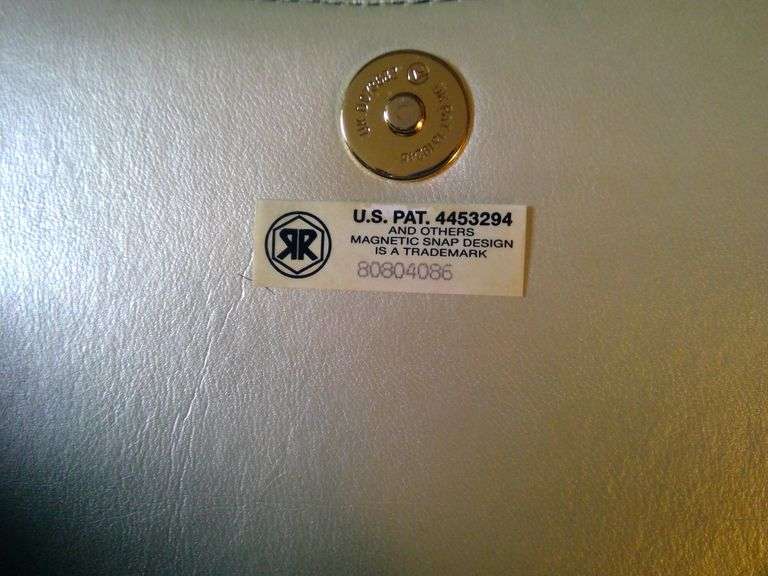 RR
U.S. PAT. 4453294
AND OTHERS
MAGNETIC SNAP DESIGN
IS A TRADEMARK
80804086